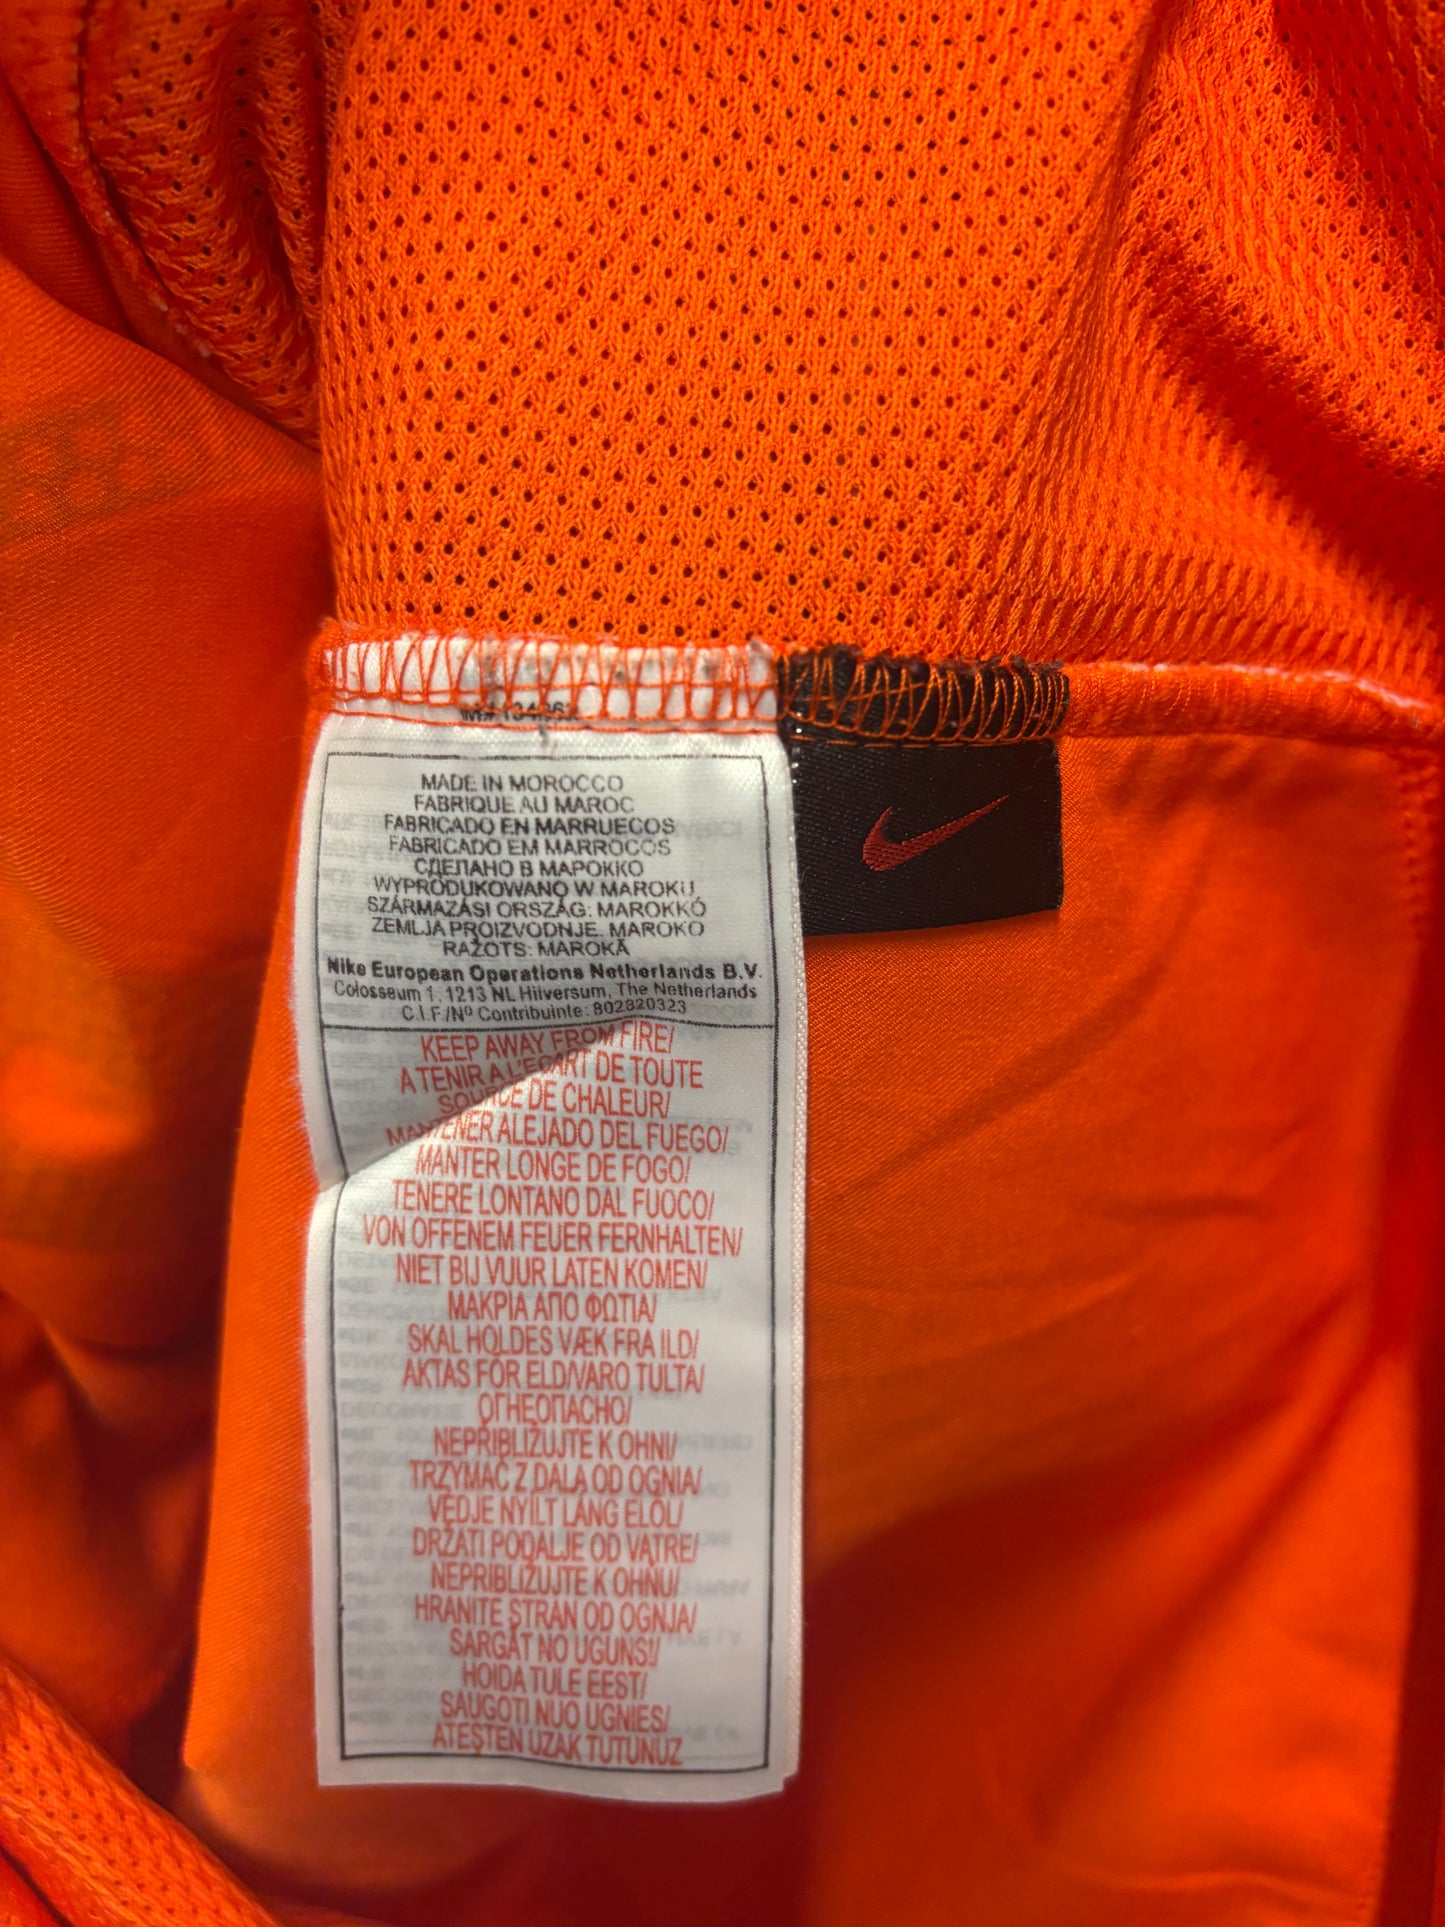 MADE IN MOROCCO
FABRIQUE AU MAROC
FABRICADO EN MARRUECOS
FABRICADO EM MARROCOS
СДЕЛАНО В МАРОККО
WYPRODUKOWANO W MAROKU
SZÁRMAZÁSI ORSZÁG: MAROKKÓ
ZEMLJA PROIZVODNJE. MAROKO
RAŽOTS: MAROKĀ
Nike European Operations Netherlands B.V.
Colosseum 1, 1213 NL Hilversum, The Netherlands
C.I.F./Nº Contribuinte: 802820323
KEEP AWAY FROM FIRE/
A TENIR A L'ECART DE TOUTE
SOURCE DE CHALEUR/
MANTENER ALEJADO DEL FUEGO/
MANTER LONGE DE FOGO/
TENERE LONTANO DAL FUOCO/
VON OFFENEM FEUER FERNHALTEN/
NIET BIJ VUUR LATEN KOMEN/
ΜΑΚΡΙΑ ΑΠΟ ΦΩΤΙΑ/
SKAL HOLDES VÆK FRA ILD/
AKTAS FÖR ELD/VARO TULTA/
ОГНЕОПАСНО/
NEPŘIBLIŽUJTE K OHNI/
TRZYMAĆ Z DALA OD OGNIA/
VÉDJE NYÍLT LÁNG ELŐL/
DRŽATI PODALJE OD VATRE/
NEPRIBLIŽUJTE K OHŇU/
HRANITE STRAN OD OGNJA/
SARGĀT NO UGUNS!/
HOIDA TULE EEST/
SAUGOTI NUO UGNIES/
ATEŞTEN UZAK TUTUNUZ